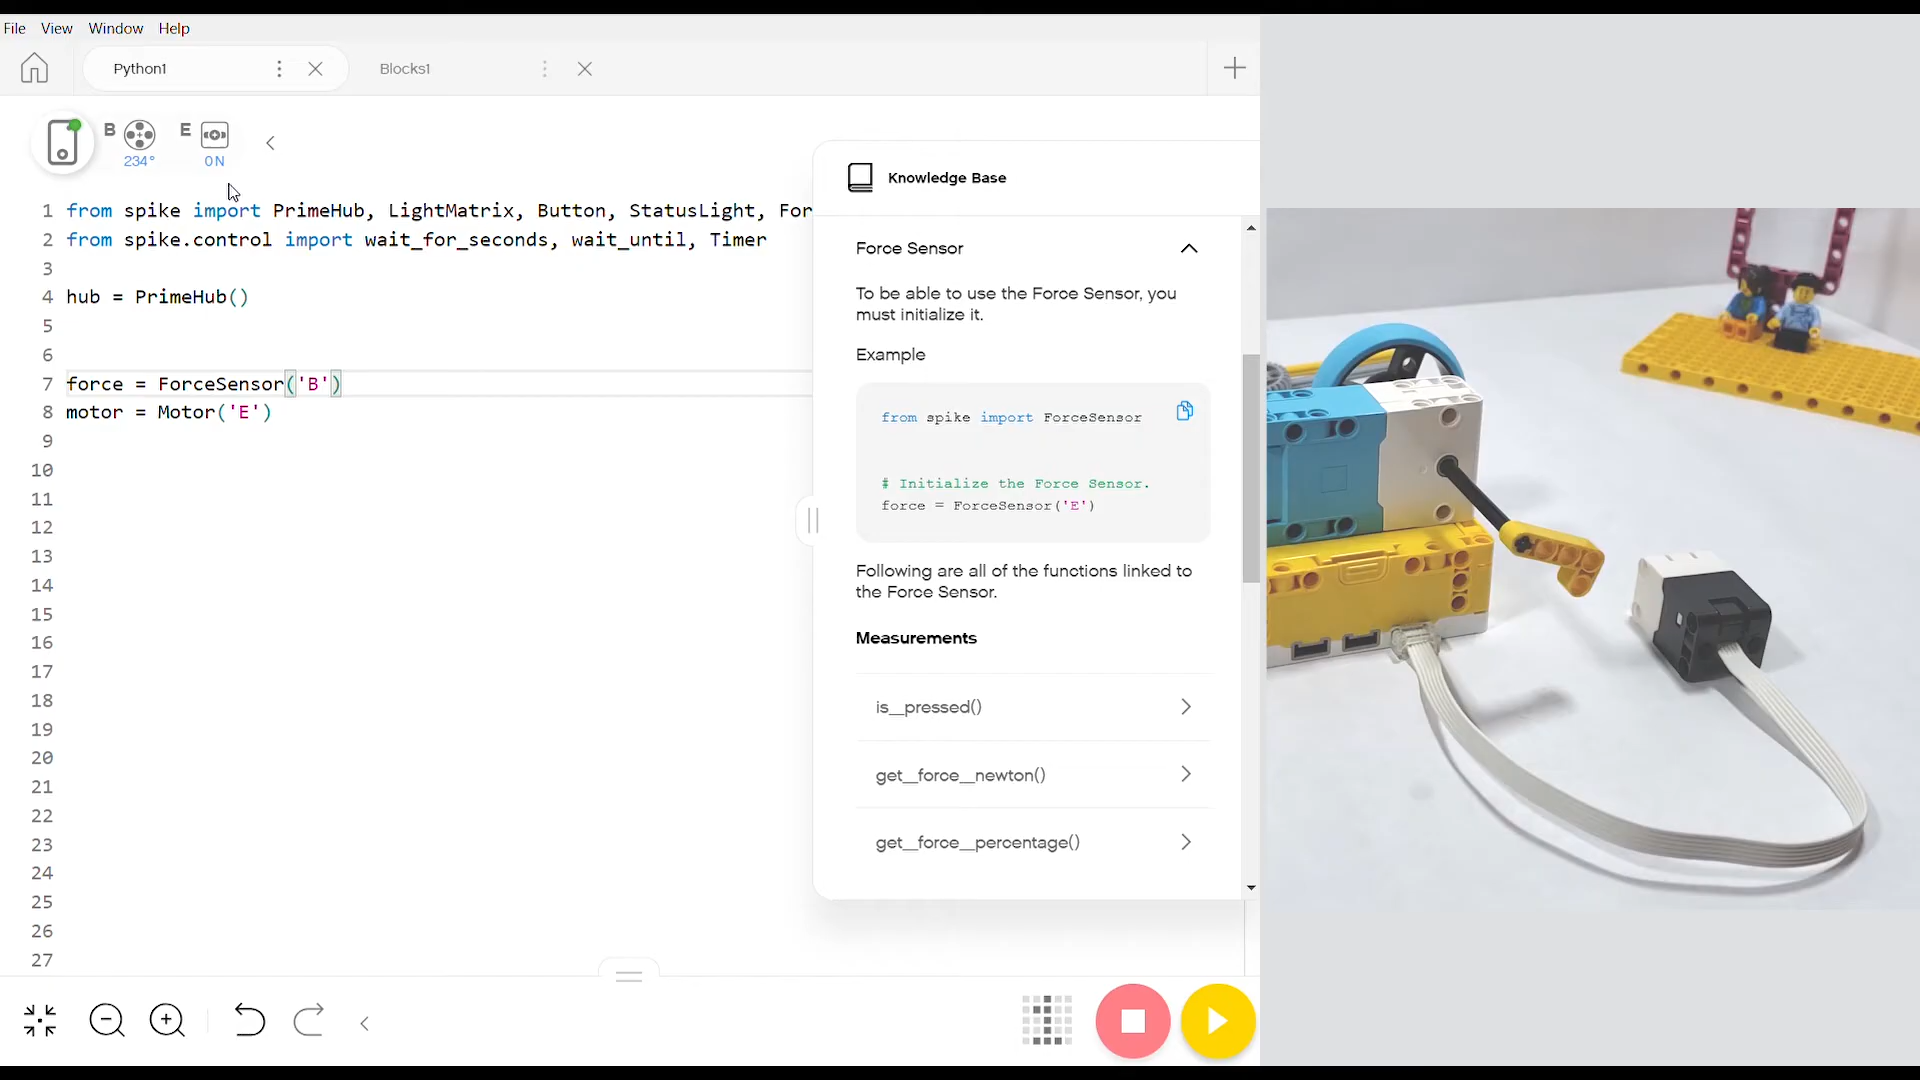 File View Window Help
Python1
Blocks1
B
E
234°
0 N
1 from spike import PrimeHub, LightMatrix, Button, StatusLight, For
2 from spike.control import wait_for_seconds, wait_until, Timer
3
4 hub = PrimeHub()
5
6
7 force = ForceSensor('B')
8 motor = Motor('E')
9
10
11
12
13
14
15
16
17
18
19
20
21
22
23
24
25
26
27
Knowledge Base
Force Sensor
To be able to use the Force Sensor, you
must initialize it.
Example
from spike import ForceSensor
# Initialize the Force Sensor.
force = ForceSensor('E')
Following are all of the functions linked to
the Force Sensor.
Measurements
is_pressed()
get_force_newton()
get_force_percentage()